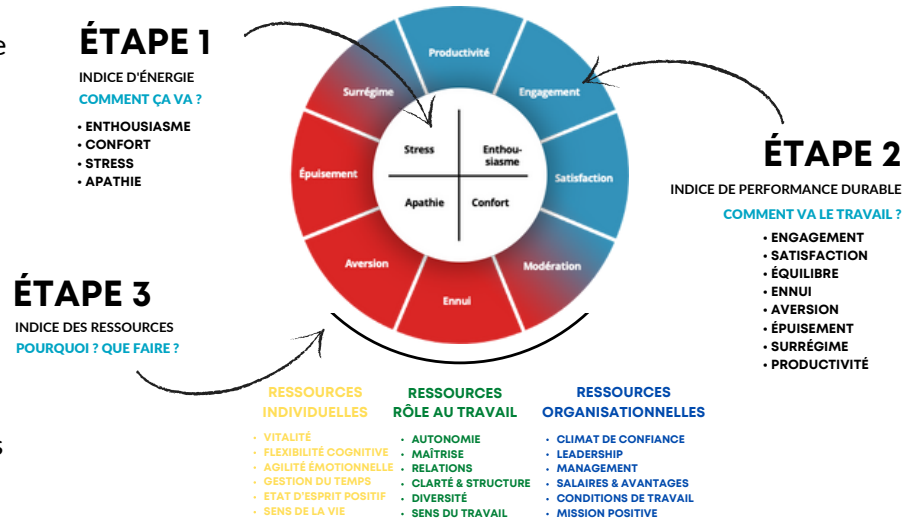 e
ÉTAPE 1
INDICE D'ÉNERGIE
COMMENT ÇA VA ?
• ENTHOUSIASME
• CONFORT
• STRESS
• APATHIE
Productivité
Engagement
Satisfaction
Modération
Ennui
Aversion
Épuisement
Surrégime
Stress
Enthou-
siasme
Apathie
Confort
ÉTAPE 2
INDICE DE PERFORMANCE DURABLE
COMMENT VA LE TRAVAIL ?
• ENGAGEMENT
• SATISFACTION
• ÉQUILIBRE
• ENNUI
• AVERSION
• ÉPUISEMENT
• SURRÉGIME
• PRODUCTIVITÉ
ÉTAPE 3
INDICE DES RESSOURCES
POURQUOI ? QUE FAIRE ?
s
RESSOURCES
INDIVIDUELLES
• VITALITÉ
• FLEXIBILITÉ COGNITIVE
• AGILITÉ ÉMOTIONNELLE
• GESTION DU TEMPS
• ETAT D'ESPRIT POSITIF
• SENS DE LA VIE
RESSOURCES
RÔLE AU TRAVAIL
• AUTONOMIE
• MAÎTRISE
• RELATIONS
• CLARTÉ & STRUCTURE
• DIVERSITÉ
• SENS DU TRAVAIL
RESSOURCES
ORGANISATIONNELLES
• CLIMAT DE CONFIANCE
• LEADERSHIP
• MANAGEMENT
• SALAIRES & AVANTAGES
• CONDITIONS DE TRAVAIL
• MISSION POSITIVE